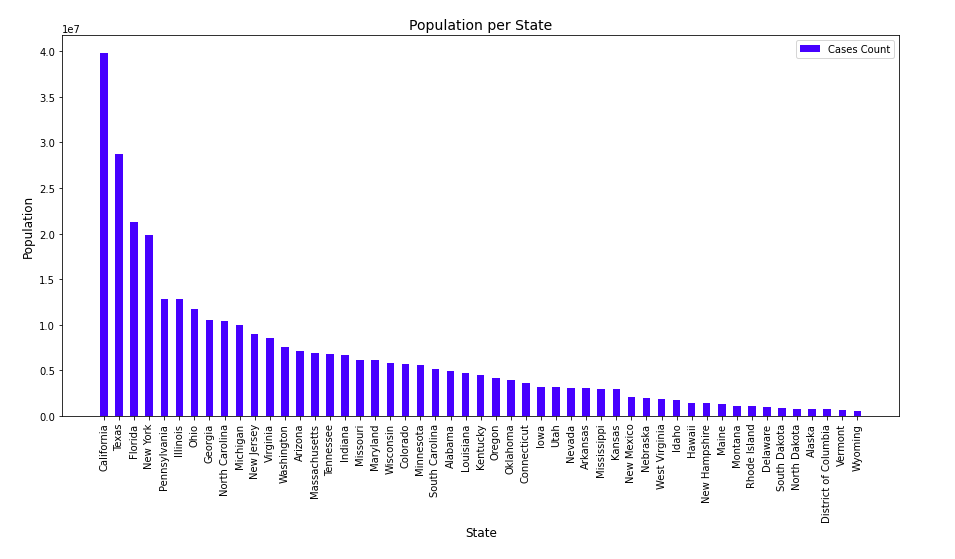 Population per State
1e7
Cases Count
4.0
3.5
3.0
2.5
2.0
1.5
1.0
0.5
0.0
Population
California
Texas
Florida
New York
Pennsylvania
Illinois
Ohio
Georgia
North Carolina
Michigan
New Jersey
Virginia
Washington
Arizona
Massachusetts
Tennessee
Indiana
Missouri
Maryland
Wisconsin
Colorado
Minnesota
South Carolina
Alabama
Louisiana
Kentucky
Oregon
Oklahoma
Connecticut
Iowa
Utah
Nevada
Arkansas
Mississippi
Kansas
New Mexico
Nebraska
West Virginia
Idaho
Hawaii
New Hampshire
Maine
Montana
Rhode Island
Delaware
South Dakota
North Dakota
Alaska
District of Columbia
Vermont
Wyoming
State